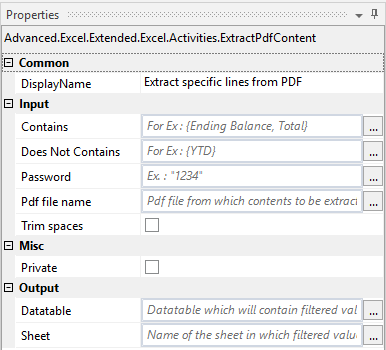 Properties
Advanced.Excel.Extended.Excel.Activities.ExtractPdfContent
Common
DisplayName Extract specific lines from PDF
Input
Contains For Ex : {Ending Balance, Total} ...
Does Not Contains For Ex : {YTD} ...
Password Ex. : "1234" ...
Pdf file name Pdf file from which contents to be extrac ...
Trim spaces
Misc
Private
Output
Datatable Datatable which will contain filtered val ...
Sheet Name of the sheet in which filtered value ...